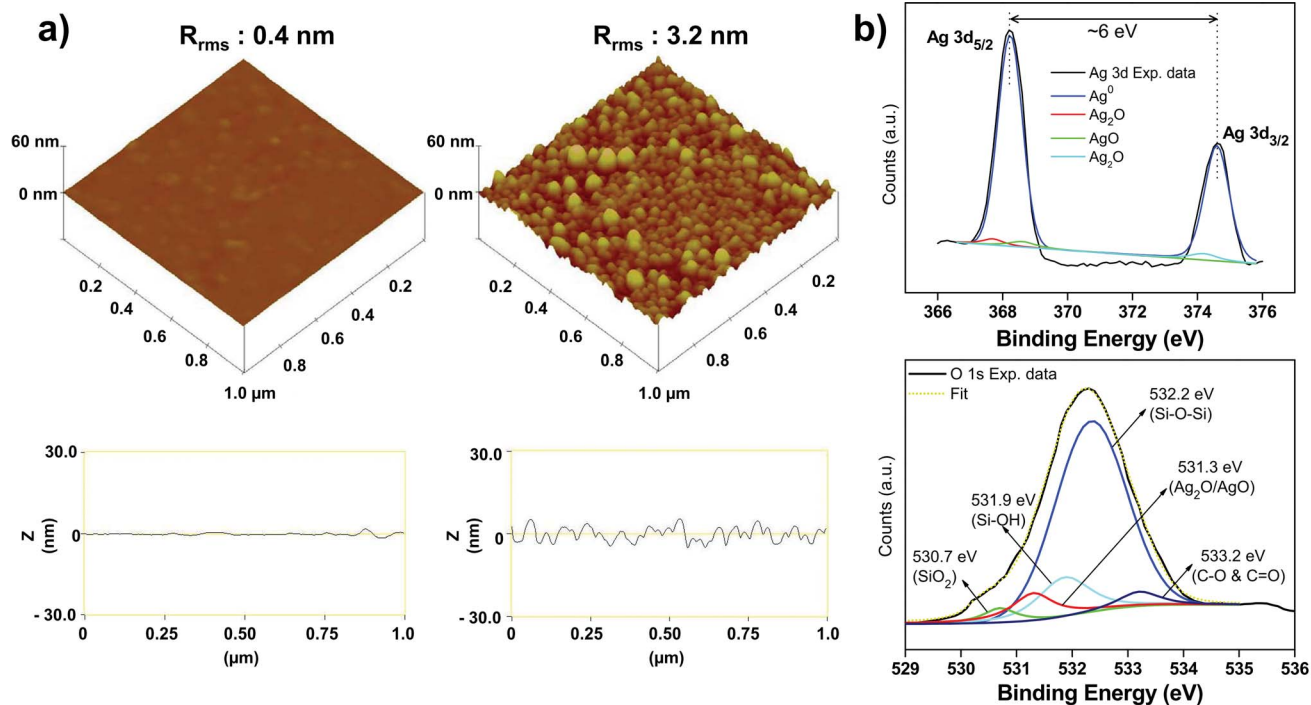 a)
R_rms : 0.4 nm
60 nm
0 nm
0.2
0.4
0.6
0.8
1.0 µm
0.2
0.4
0.6
0.8
R_rms : 3.2 nm
60 nm
0 nm
0.2
0.4
0.6
0.8
1.0 µm
0.2
0.4
0.6
0.8
30.0
0
- 30.0
Z
(nm)
0
0.25
0.50
0.75
1.0
(µm)
30.0
0
- 30.0
Z
(nm)
0
0.25
0.50
0.75
1.0
(µm)
b)
~6 eV
Ag 3d5/2
Ag 3d Exp. data
Ag⁰
Ag₂O
AgO
Ag₂O
Ag 3d3/2
Counts (a.u.)
366 368 370 372 374 376
Binding Energy (eV)
O 1s Exp. data
Fit
532.2 eV
(Si-O-Si)
531.3 eV
(Ag₂O/AgO)
531.9 eV
(Si-OH)
530.7 eV
(SiO₂)
533.2 eV
(C-O & C=O)
Counts (a.u.)
529 530 531 532 533 534 535 536
Binding Energy (eV)